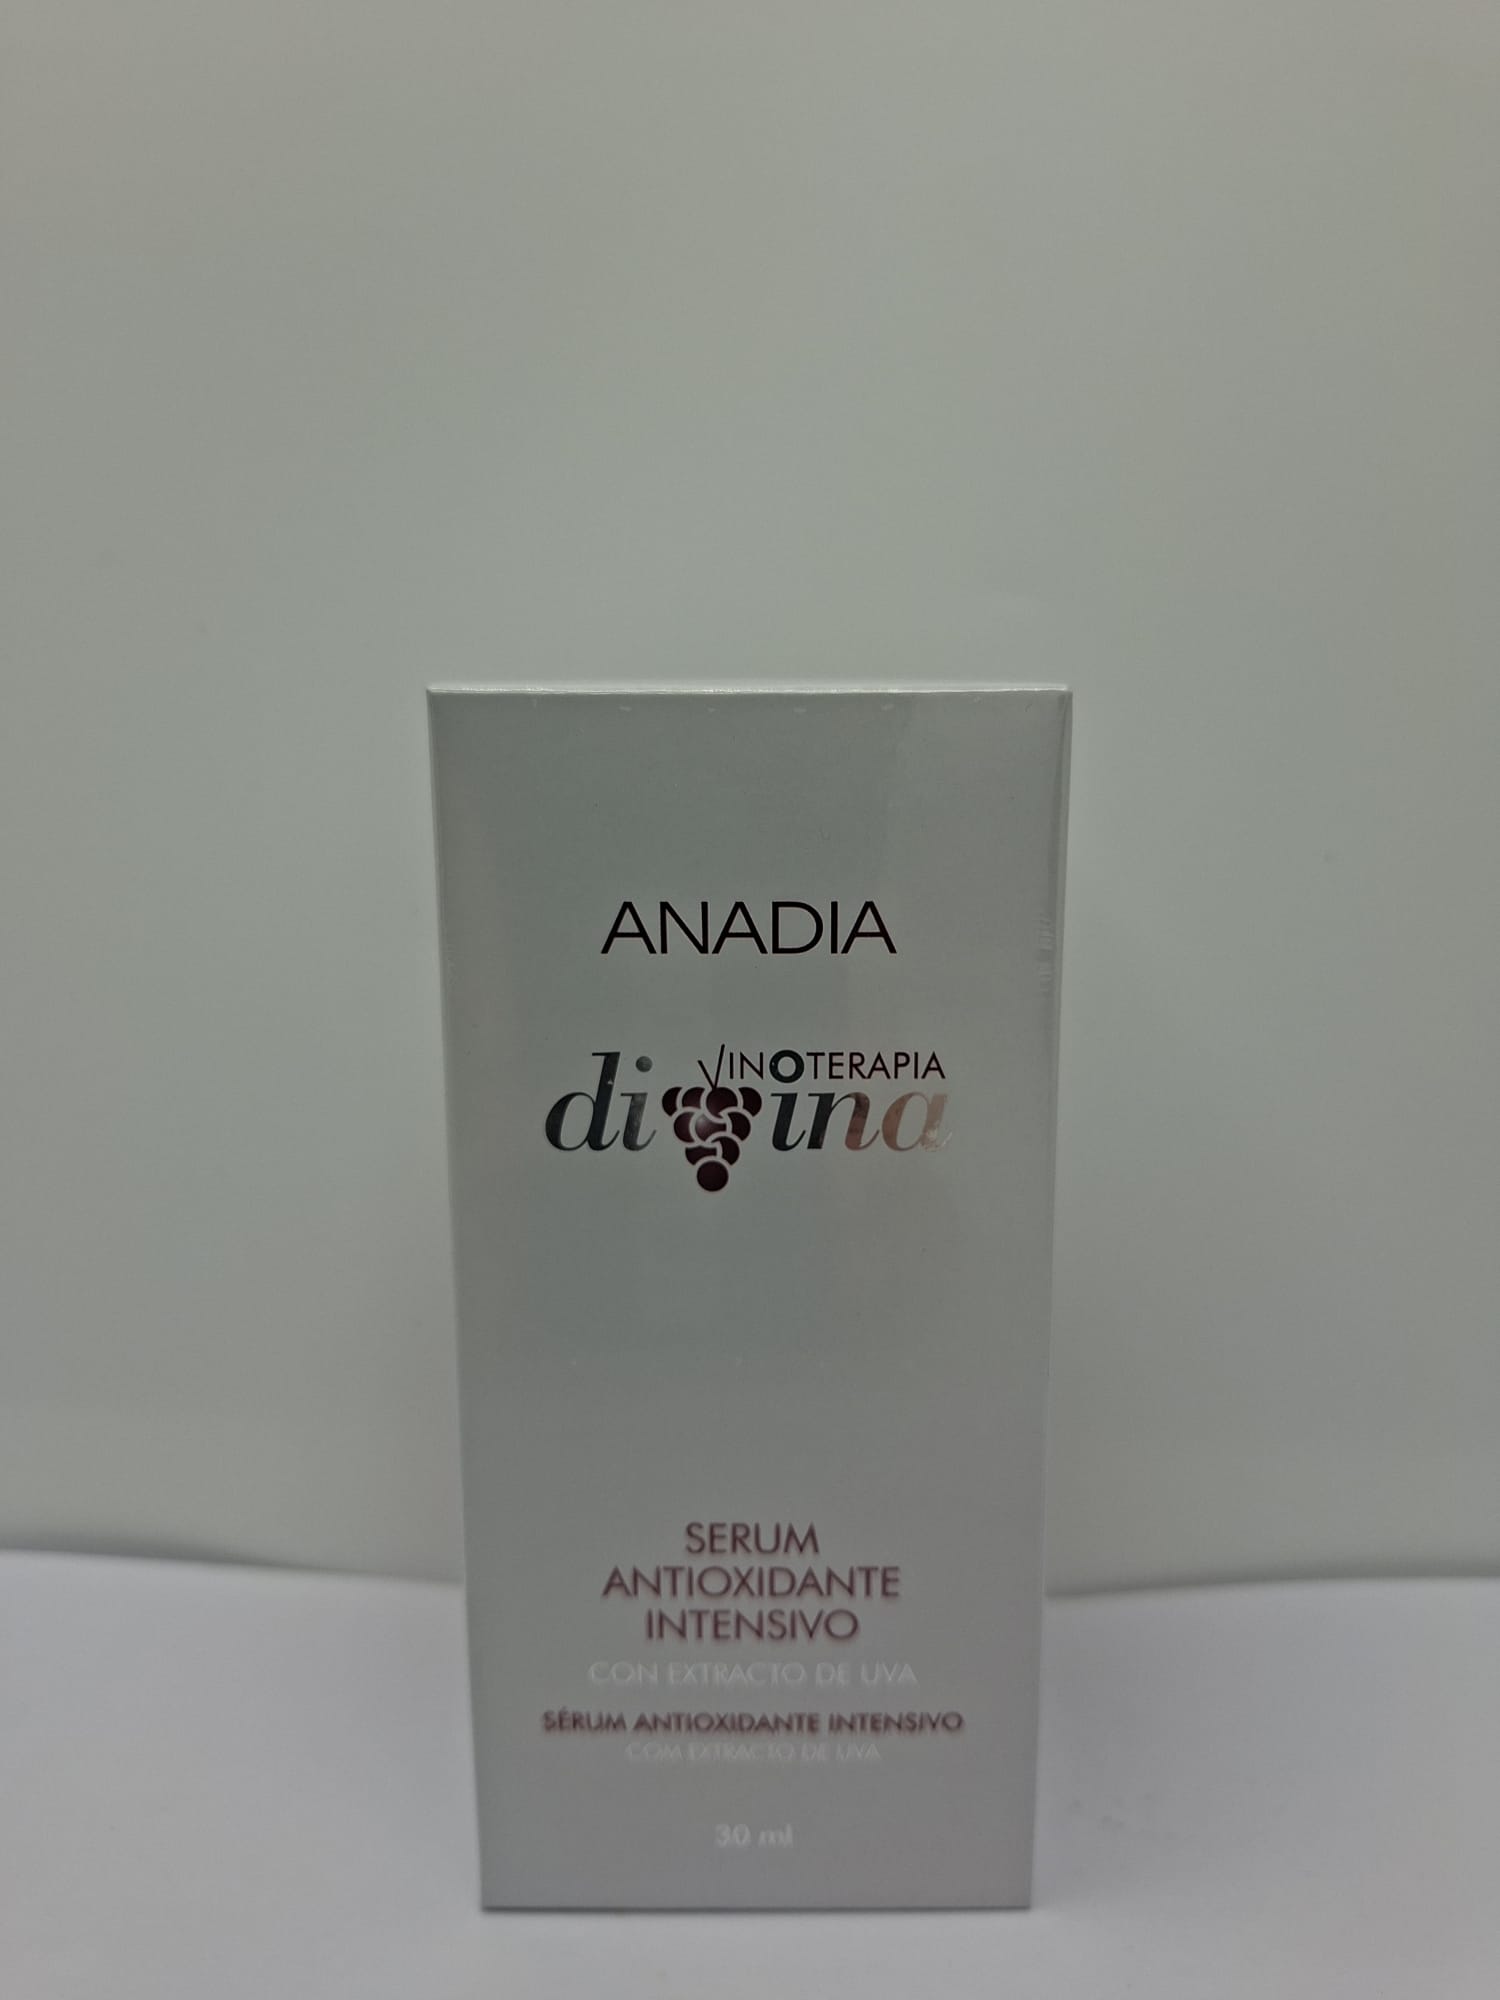 ANADIA
VINOTERAPIA
divina
SERUM
ANTIOXIDANTE
INTENSIVO
CON EXTRACTO DE UVA
SÉRUM ANTIOXIDANTE INTENSIVO
COM EXTRACTO DE UVA
30 ml